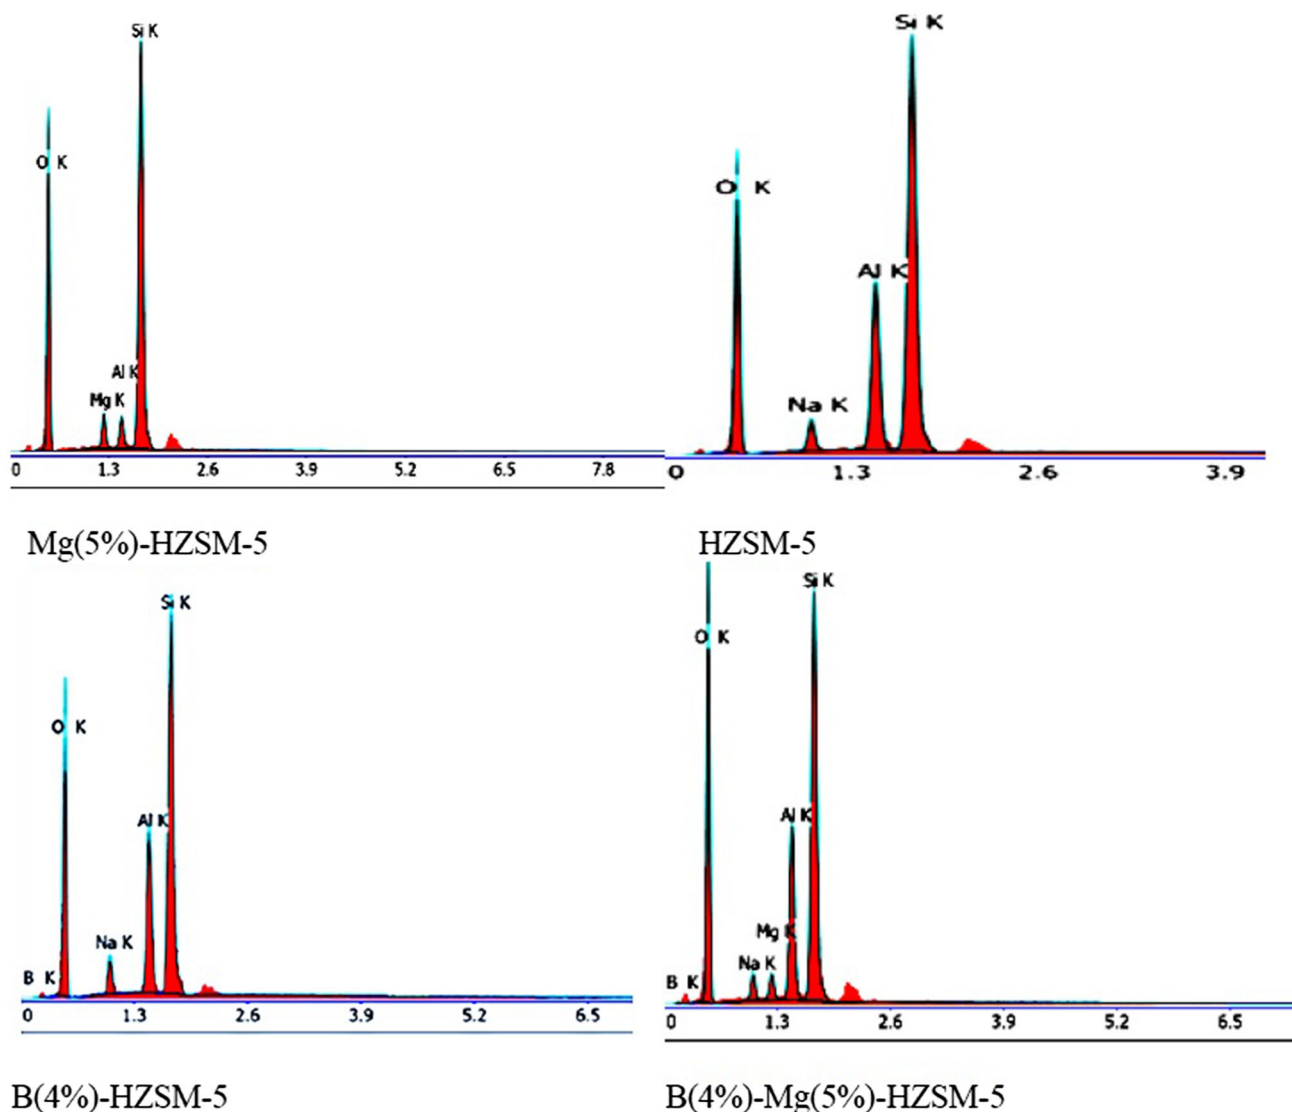 Si K
O K
Al K
Mg K
0 1.3 2.6 3.9 5.2 6.5 7.8
Mg(5%)-HZSM-5
Si K
O K
Al K
Na K
0 1.3 2.6 3.9
HZSM-5
Si K
O K
Al K
Na K
B K
0 1.3 2.6 3.9 5.2 6.5
B(4%)-HZSM-5
Si K
O K
Al K
Mg K
Na K
B K
0 1.3 2.6 3.9 5.2 6.5
B(4%)-Mg(5%)-HZSM-5